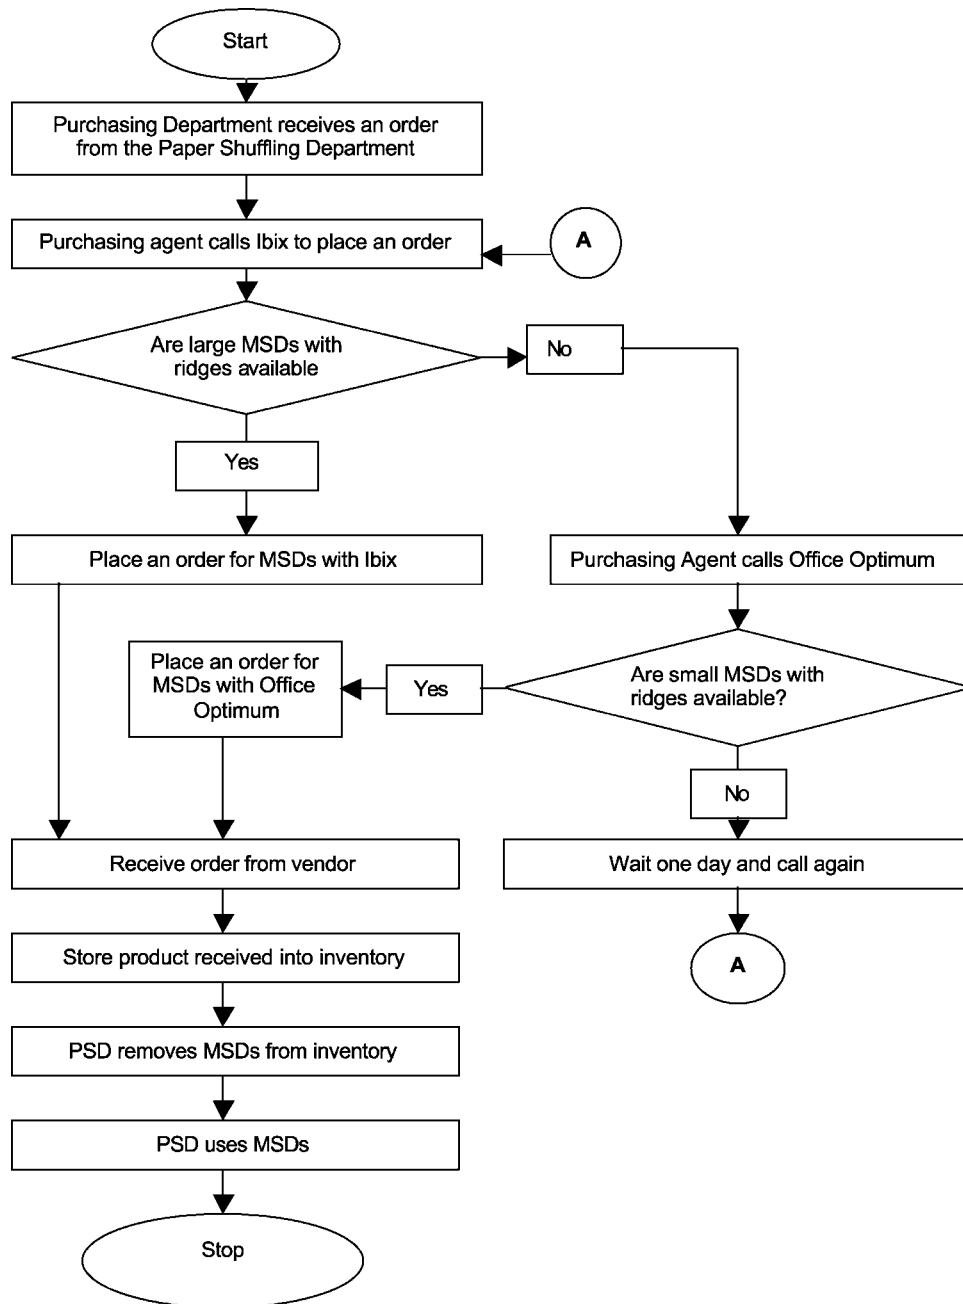 Start
Purchasing Department receives an order
from the Paper Shuffling Department
Purchasing agent calls Ibix to place an order
A
Are large MSDs with
ridges available
No
Yes
Place an order for MSDs with Ibix
Purchasing Agent calls Office Optimum
Place an order for
MSDs with Office
Optimum
Yes
Are small MSDs with
ridges available?
No
Receive order from vendor
Wait one day and call again
Store product received into inventory
A
PSD removes MSDs from inventory
PSD uses MSDs
Stop